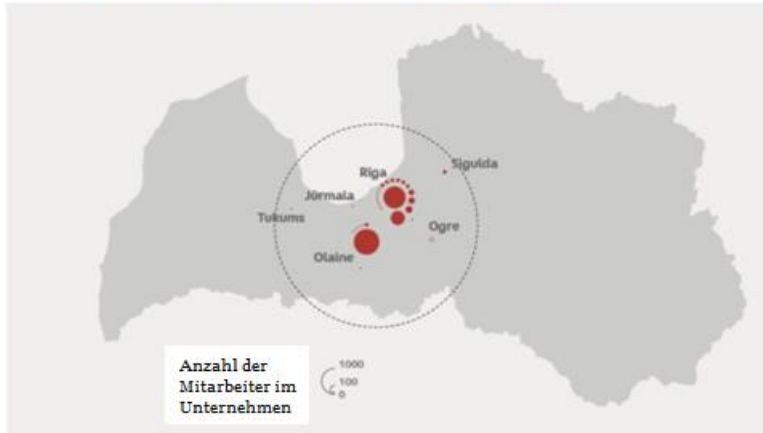 Sigulda
Riga
Jūrmala
Tukums
Ogre
Olaine
Anzahl der
Mitarbeiter im
Unternehmen
1000
100
0